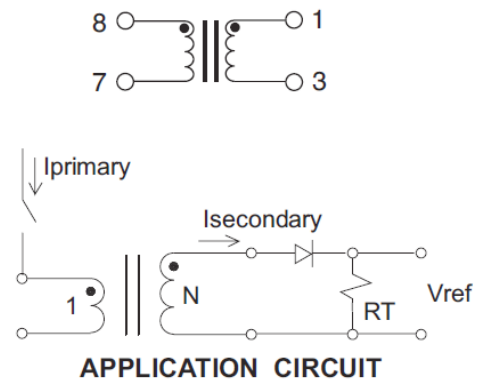 8 1
7 3
Iprimary
Isecondary
1 N RT Vref
APPLICATION CIRCUIT